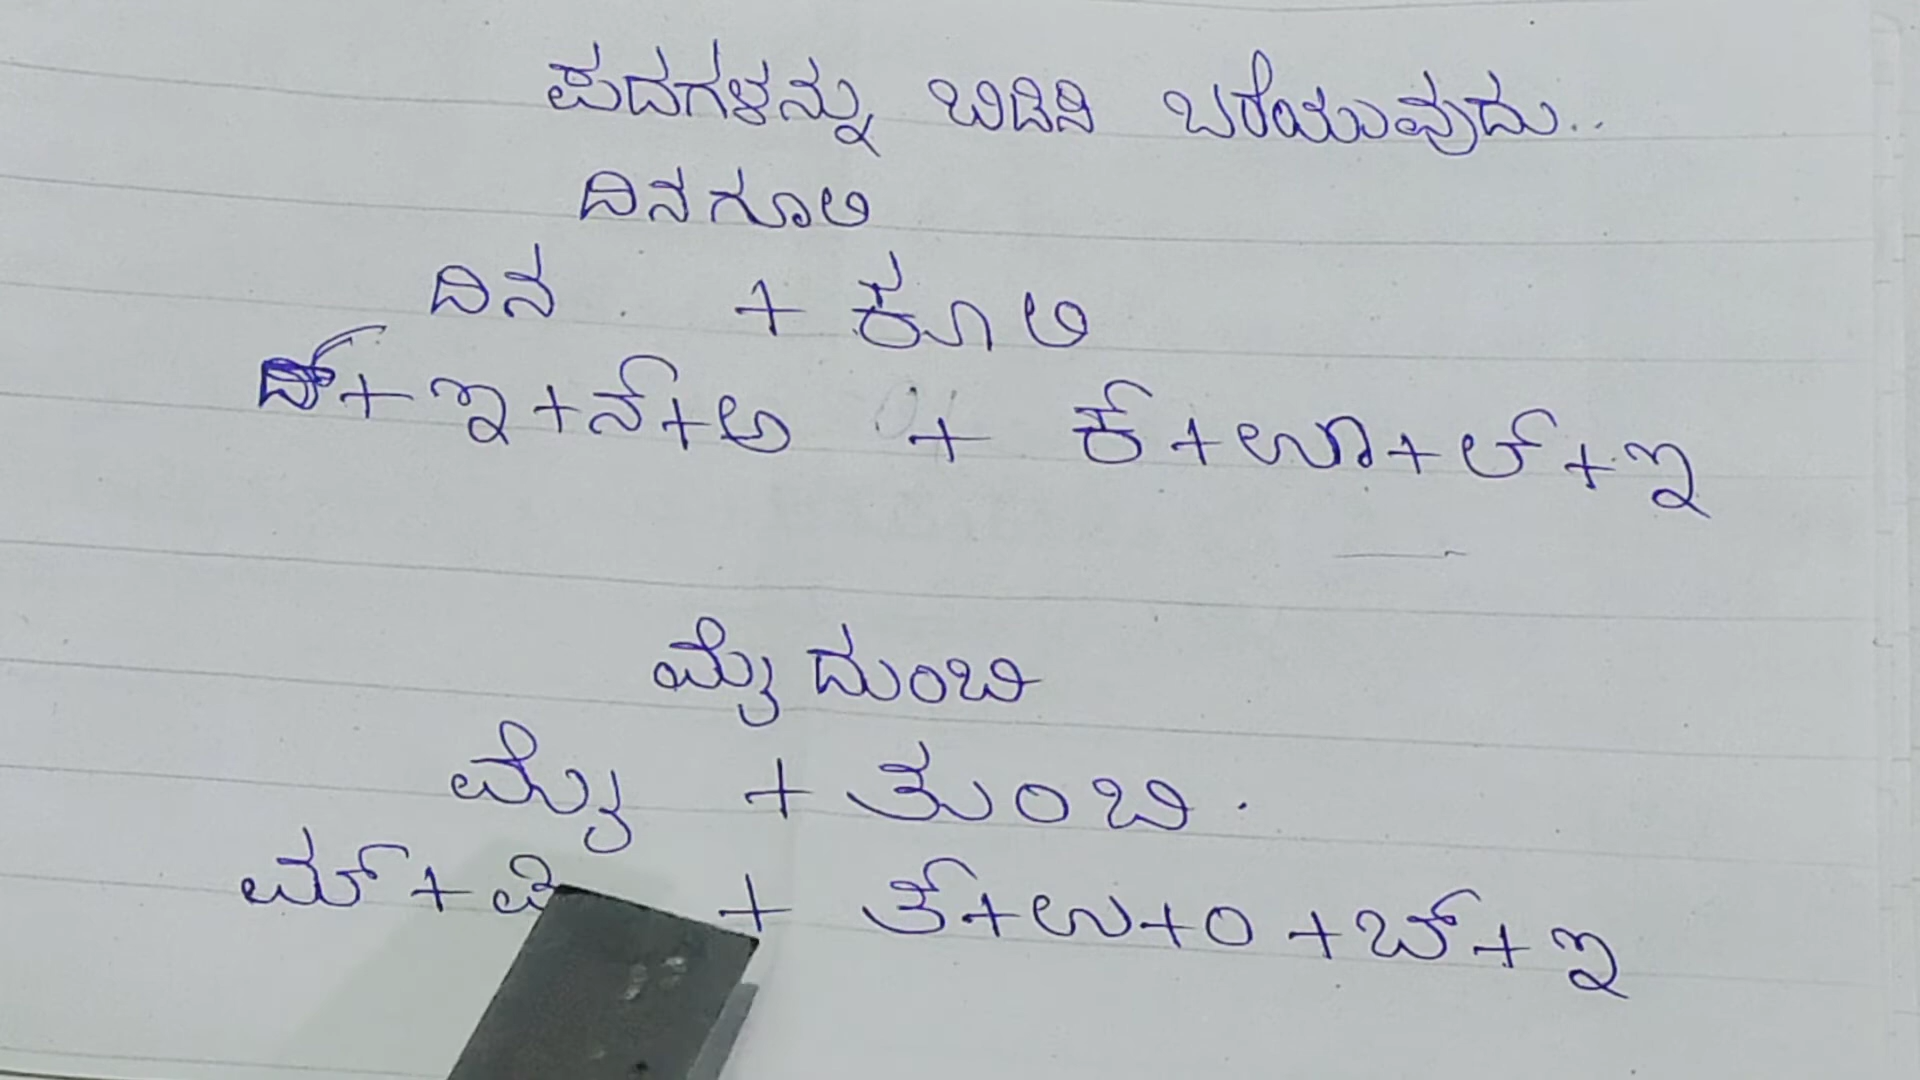 ಪದಗಳನ್ನು ಬಿಡಿಸಿ ಬರೆಯುವುದು..
ದಿನಗೂಲಿ
ದಿನ + ಕೂಲಿ
ದ್+ಇ+ನ್+ಅ + ಕ್+ಊ+ಲ್+ಇ
ಮೈದುಂಬಿ
ಮೈ + ತುಂಬಿ.
ಮ್+ + ತ್+ಉ+ಂ+ಬ್+ಇ